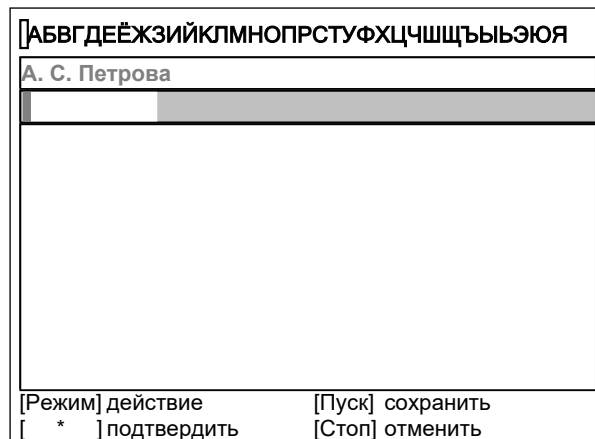 АБВГДЕЁЖЗИЙКЛМНОПРСТУФХЦЧШЩЪЫЬЭЮЯ
А. С. Петрова
[Режим] действие [Пуск] сохранить
[ * ] подтвердить [Стоп] отменить